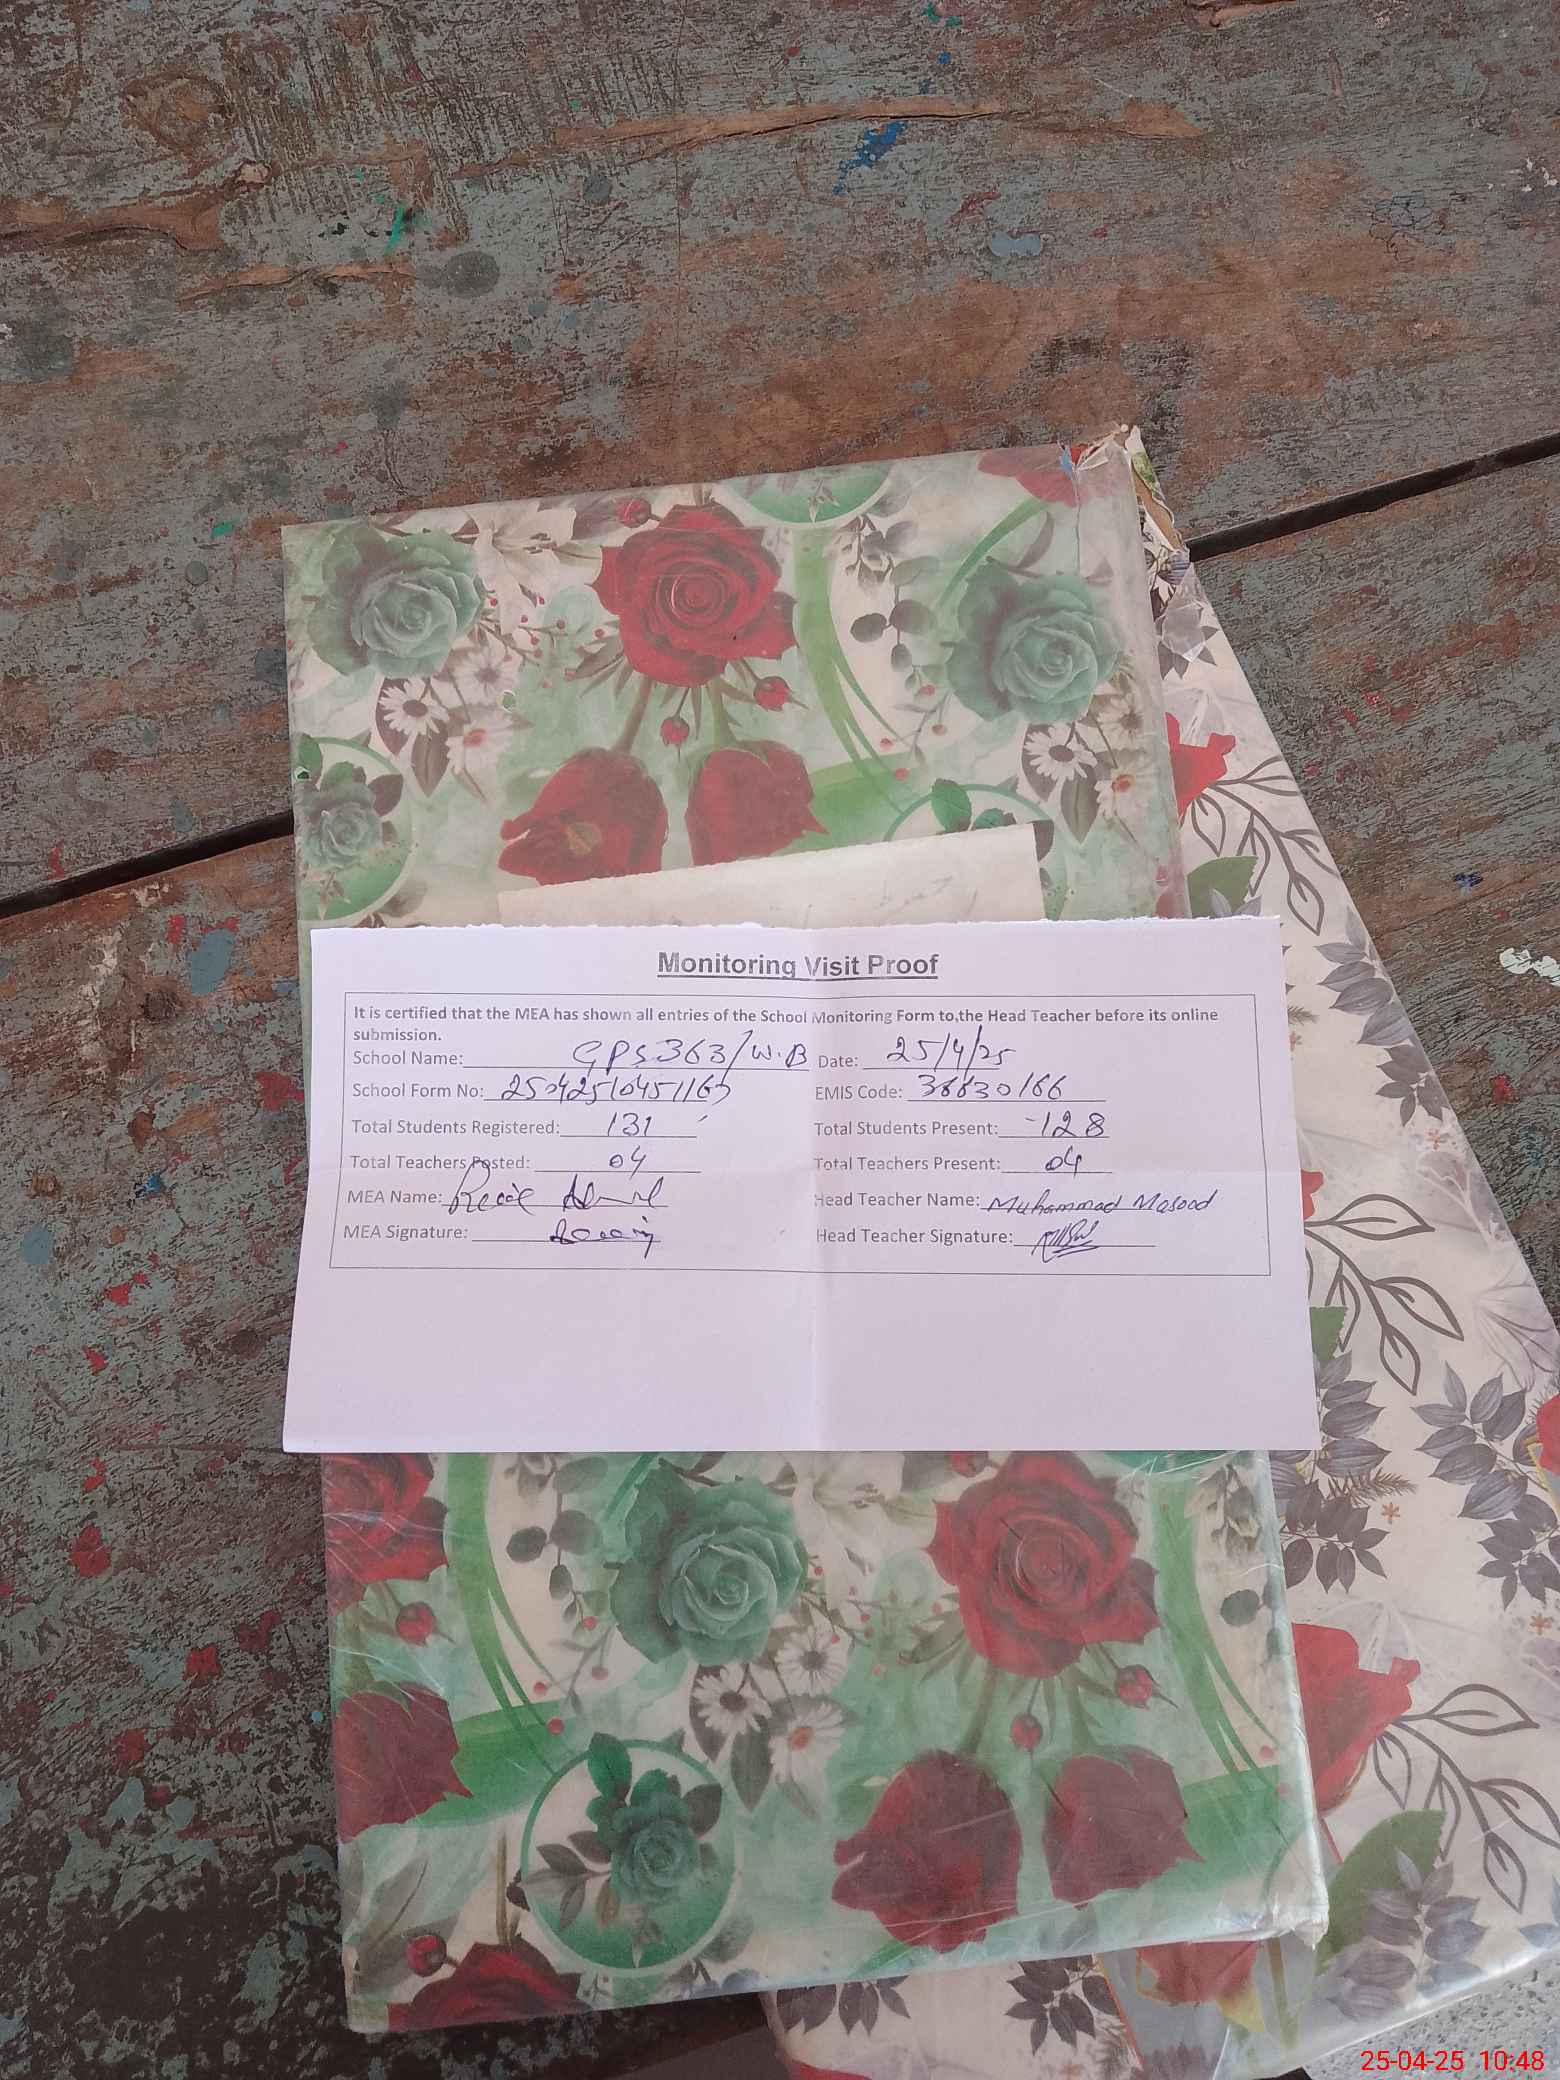 Monitoring Visit Proof
It is certified that the MEA has shown all entries of the School Monitoring Form to the Head Teacher before its online
submission.
School Name: GPS 363/W.B Date: 25/4/25
School Form No: EMIS Code:
Total Students Registered: 131 Total Students Present: 128
Total Teachers Posted: 04 Total Teachers Present: 04
MEA Name: Head Teacher Name: Muhammad Masood
MEA Signature: Head Teacher Signature:
25-04-25 10:48